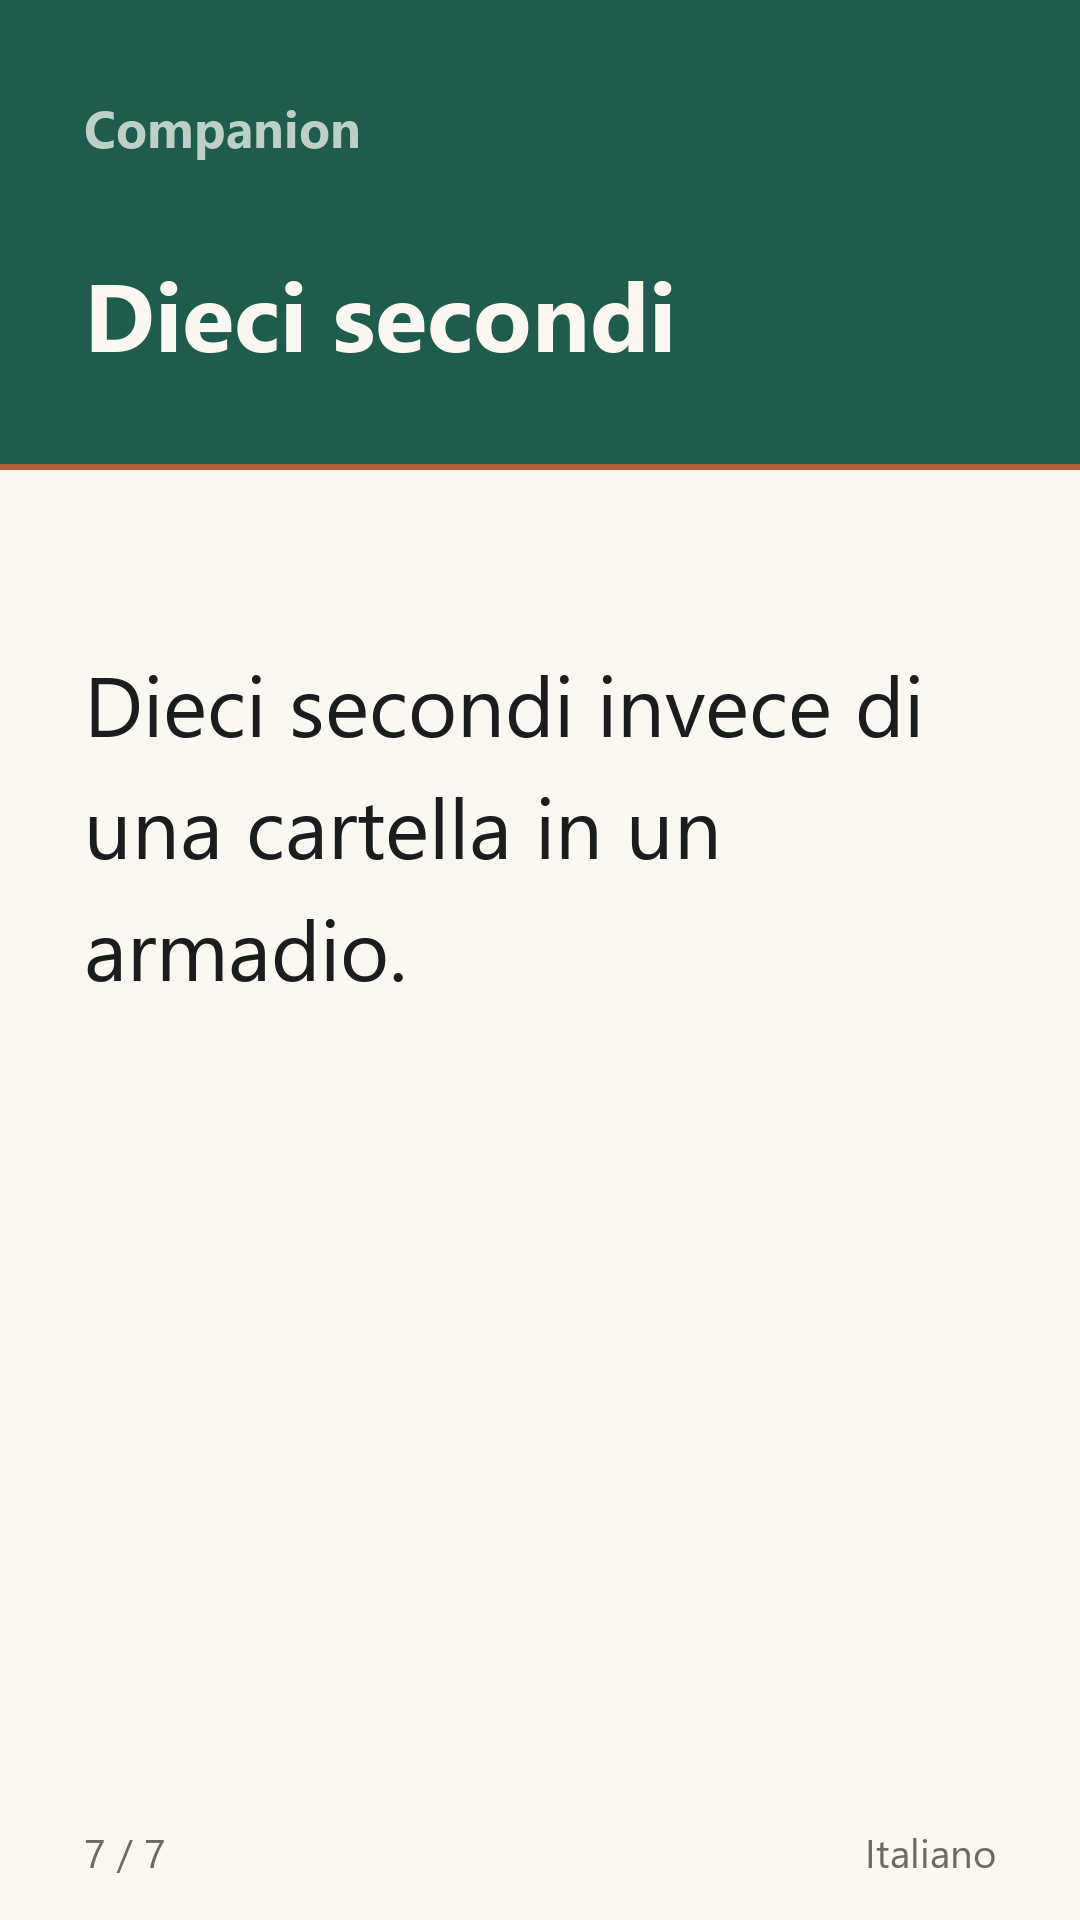 Companion
Dieci secondi
Dieci secondi invece di
una cartella in un
armadio.
7 / 7
Italiano